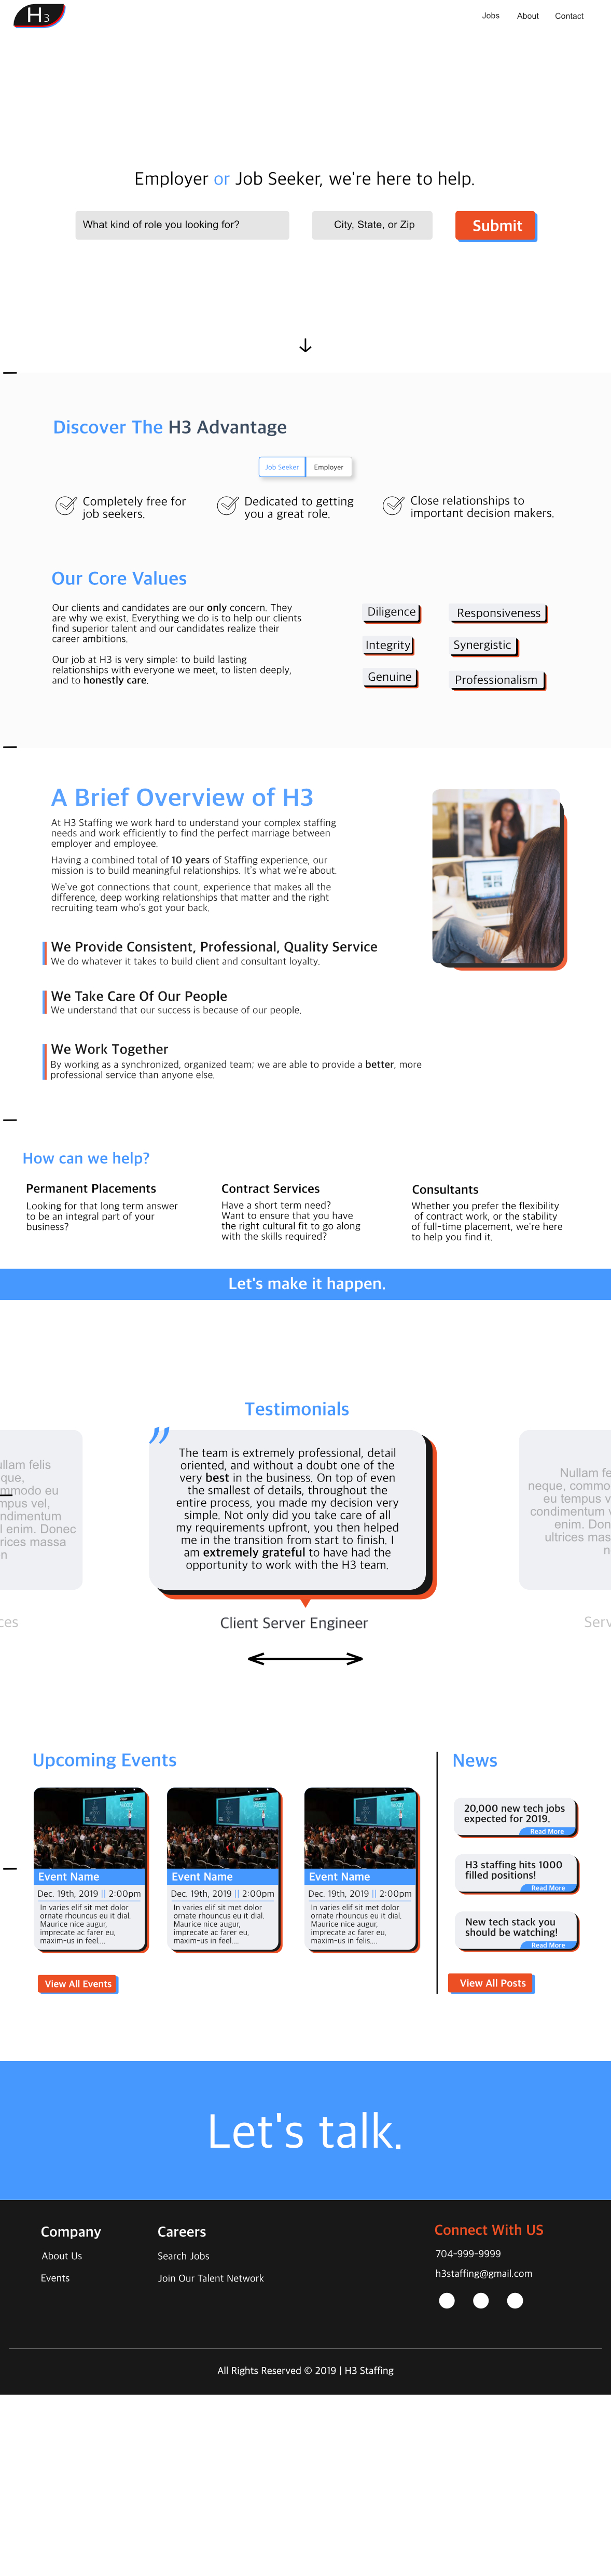 H3
Jobs
About
Contact
Employer or Job Seeker, we're here to help.
What kind of role you looking for?
City, State, or Zip
Submit
Discover The H3 Advantage
Job Seeker
Employer
Completely free for
job seekers.
Dedicated to getting
you a great role.
Close relationships to
important decision makers.
Our Core Values
Our clients and candidates are our only concern. They
are why we exist. Everything we do is to help our clients
find superior talent and our candidates realize their
career ambitions.
Our job at H3 is very simple: to build lasting
relationships with everyone we meet, to listen deeply,
and to honestly care.
Diligence
Responsiveness
Integrity
Synergistic
Genuine
Professionalism
A Brief Overview of H3
At H3 Staffing we work hard to understand your complex staffing
needs and work efficiently to find the perfect marriage between
employer and employee.
Having a combined total of 10 years of Staffing experience, our
mission is to build meaningful relationships. It's what we're about.
We've got connections that count, experience that makes all the
difference, deep working relationships that matter and the right
recruiting team who's got your back.
We Provide Consistent, Professional, Quality Service
We do whatever it takes to build client and consultant loyalty.
We Take Care Of Our People
We understand that our success is because of our people.
We Work Together
By working as a synchronized, organized team; we are able to provide a better, more
professional service than anyone else.
How can we help?
Permanent Placements
Looking for that long term answer
to be an integral part of your
business?
Contract Services
Have a short term need?
Want to ensure that you have
the right cultural fit to go along
with the skills required?
Consultants
Whether you prefer the flexibility
of contract work, or the stability
of full-time placement, we're here
to help you find it.
Let's make it happen.
Testimonials
ullam felis
que,
mmodo eu
mpus vel,
ndimentum
l enim. Donec
rices massa
n
ces
"
The team is extremely professional, detail
oriented, and without a doubt one of the
very best in the business. On top of even
the smallest of details, throughout the
entire process, you made my decision very
simple. Not only did you take care of all
my requirements upfront, you then helped
me in the transition from start to finish. I
am extremely grateful to have had the
opportunity to work with the H3 team.
Client Server Engineer
Nullam fe
neque, commo
eu tempus v
condimentum v
enim. Don
ultrices mas
n
Serv
Upcoming Events
Event Name
Dec. 19th, 2019 || 2:00pm
In varies elif sit met dolor
ornate rhouncus eu it dial.
Maurice nice augur,
imprecate ac farer eu,
maxim-us in feel....
Event Name
Dec. 19th, 2019 || 2:00pm
In varies elif sit met dolor
ornate rhouncus eu it dial.
Maurice nice augur,
imprecate ac farer eu,
maxim-us in feel....
Event Name
Dec. 19th, 2019 || 2:00pm
In varies elif sit met dolor
ornate rhouncus eu it dial.
Maurice nice augur,
imprecate ac farer eu,
maxim-us in felis....
View All Events
News
20,000 new tech jobs
expected for 2019.
Read More
H3 staffing hits 1000
filled positions!
Read More
New tech stack you
should be watching!
Read More
View All Posts
Let's talk.
Company
About Us
Events
Careers
Search Jobs
Join Our Talent Network
Connect With US
704-999-9999
h3staffing@gmail.com
All Rights Reserved © 2019 | H3 Staffing